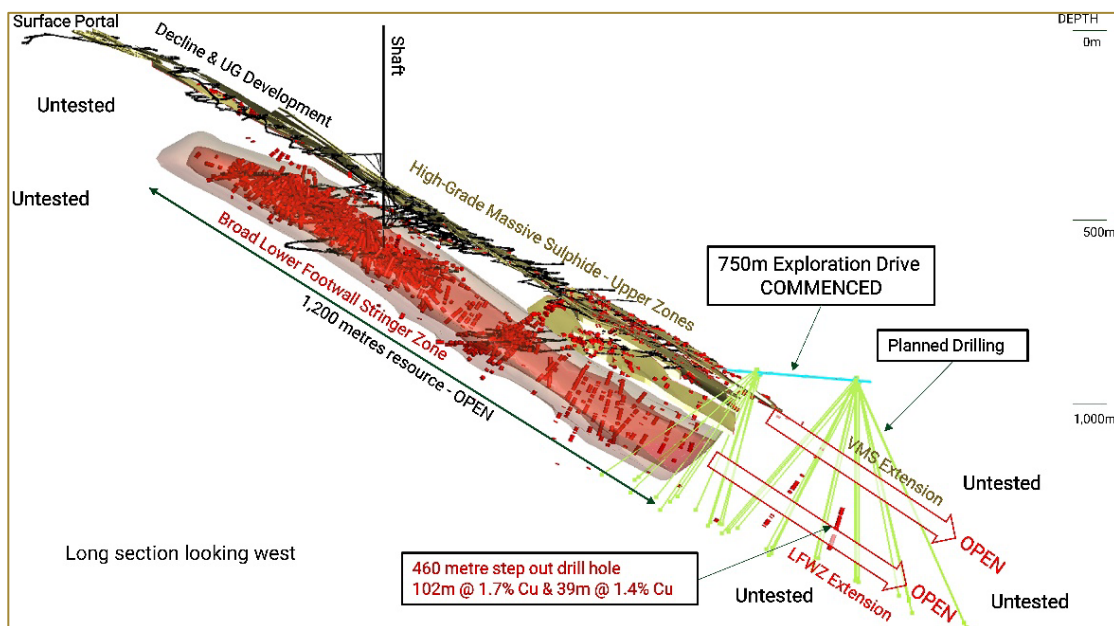 Surface Portal
DEPTH
0m
Shaft
Decline & UG Development
Untested
Untested
High-Grade Massive Sulphide - Upper Zones
500m
Broad Lower Footwall Stringer Zone
1,200 metres resource - OPEN
750m Exploration Drive
COMMENCED
Planned Drilling
1,000m
VMS Extension
Untested
OPEN
Long section looking west
460 metre step out drill hole
102m @ 1.7% Cu & 39m @ 1.4% Cu
LFWZ Extension
OPEN
Untested
Untested